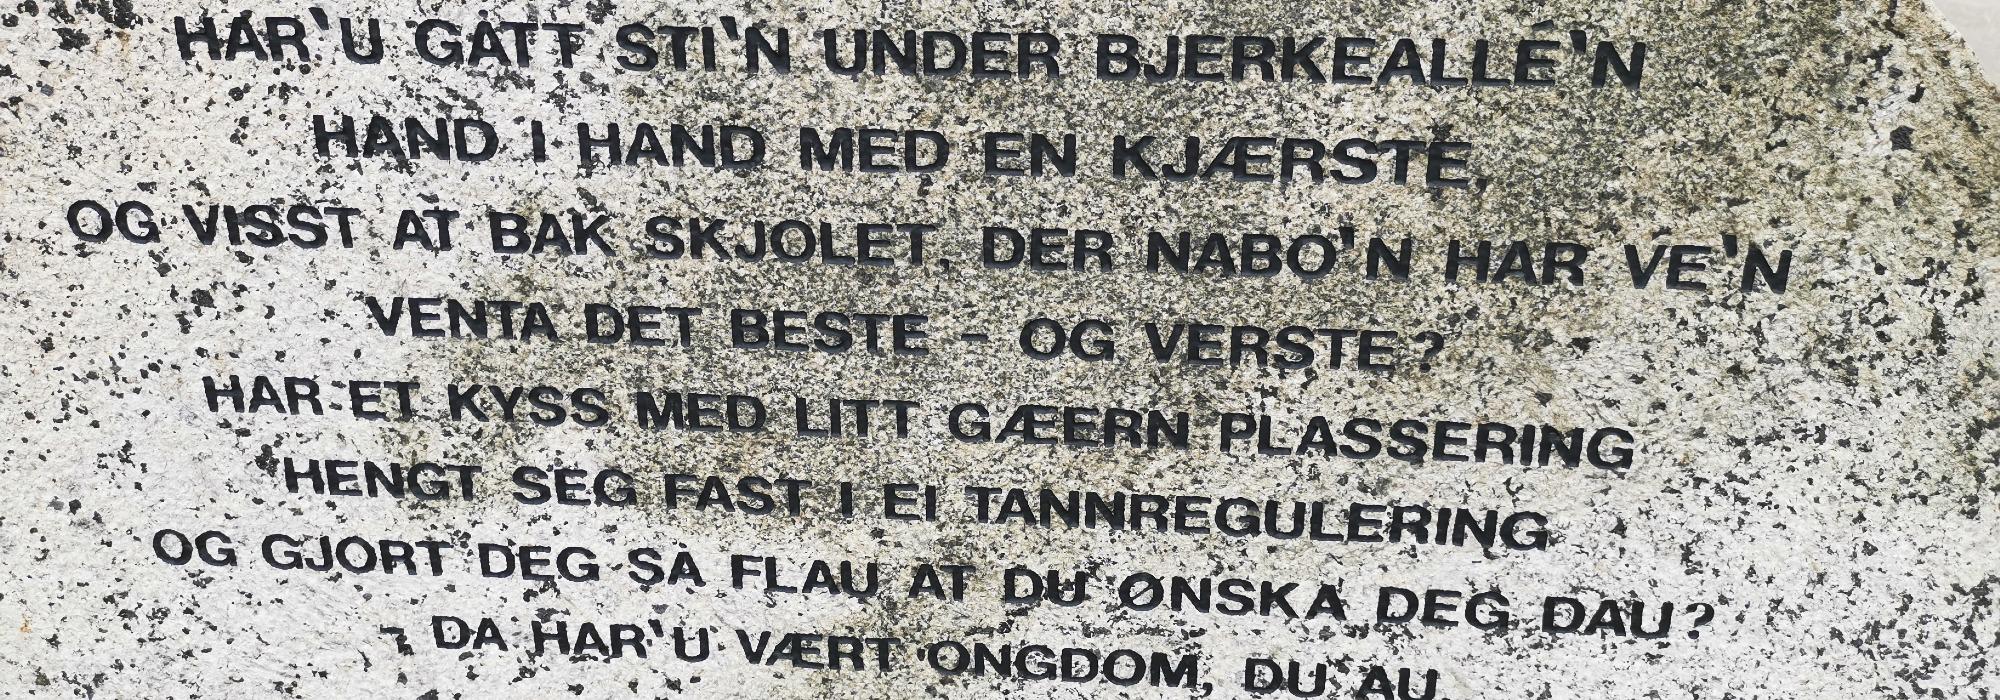 HAR'U GÅTT STI'N UNDER BJERKEALLÉ'N
HAND I HAND MED EN KJÆRSTE,
OG VISST AT BAK SKJOLET, DER NABO'N HAR VE'N
VENTA DET BESTE - OG VERSTE?
HAR ET KYSS MED LITT GÆERN PLASSERING
HENGT SEG FAST I EI TANNREGULERING
OG GJORT DEG SÅ FLAU AT DU ØNSKA DEG DAU?
- DA HAR'U VÆRT ONGDOM, DU AU